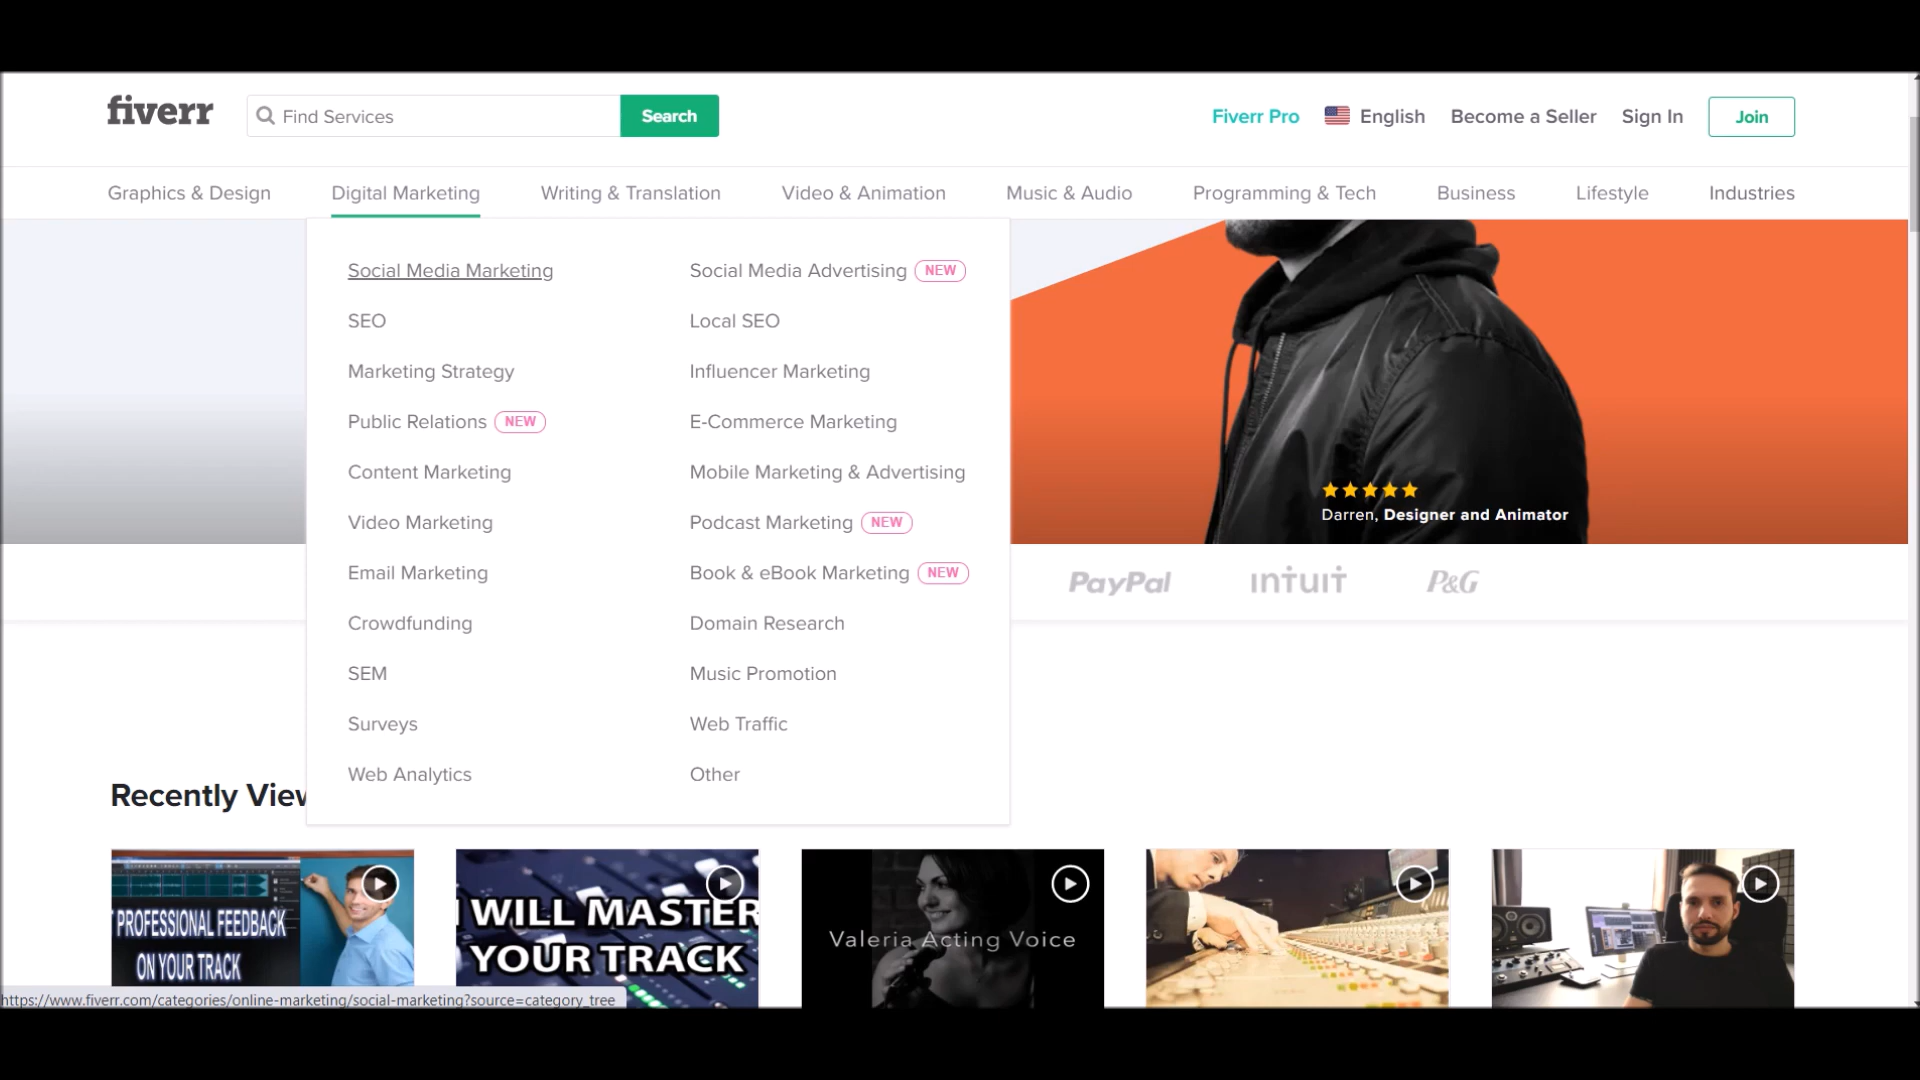 fiverr
Find Services
Search
Fiverr Pro
English
Become a Seller
Sign In
Join
Graphics & Design
Digital Marketing
Writing & Translation
Video & Animation
Music & Audio
Programming & Tech
Business
Lifestyle
Industries
Social Media Marketing
SEO
Marketing Strategy
Public Relations NEW
Content Marketing
Video Marketing
Email Marketing
Crowdfunding
SEM
Surveys
Web Analytics
Social Media Advertising NEW
Local SEO
Influencer Marketing
E-Commerce Marketing
Mobile Marketing & Advertising
Podcast Marketing NEW
Book & eBook Marketing NEW
Domain Research
Music Promotion
Web Traffic
Other
Darren, Designer and Animator
PayPal
intuit
P&G
Recently
PROFESSIONAL FEEDBACK
ON YOUR TRACK
I WILL MASTER
YOUR TRACK
Valeria Acting Voice
https://www.fiverr.com/categories/online-marketing/social-marketing?source=category_tree